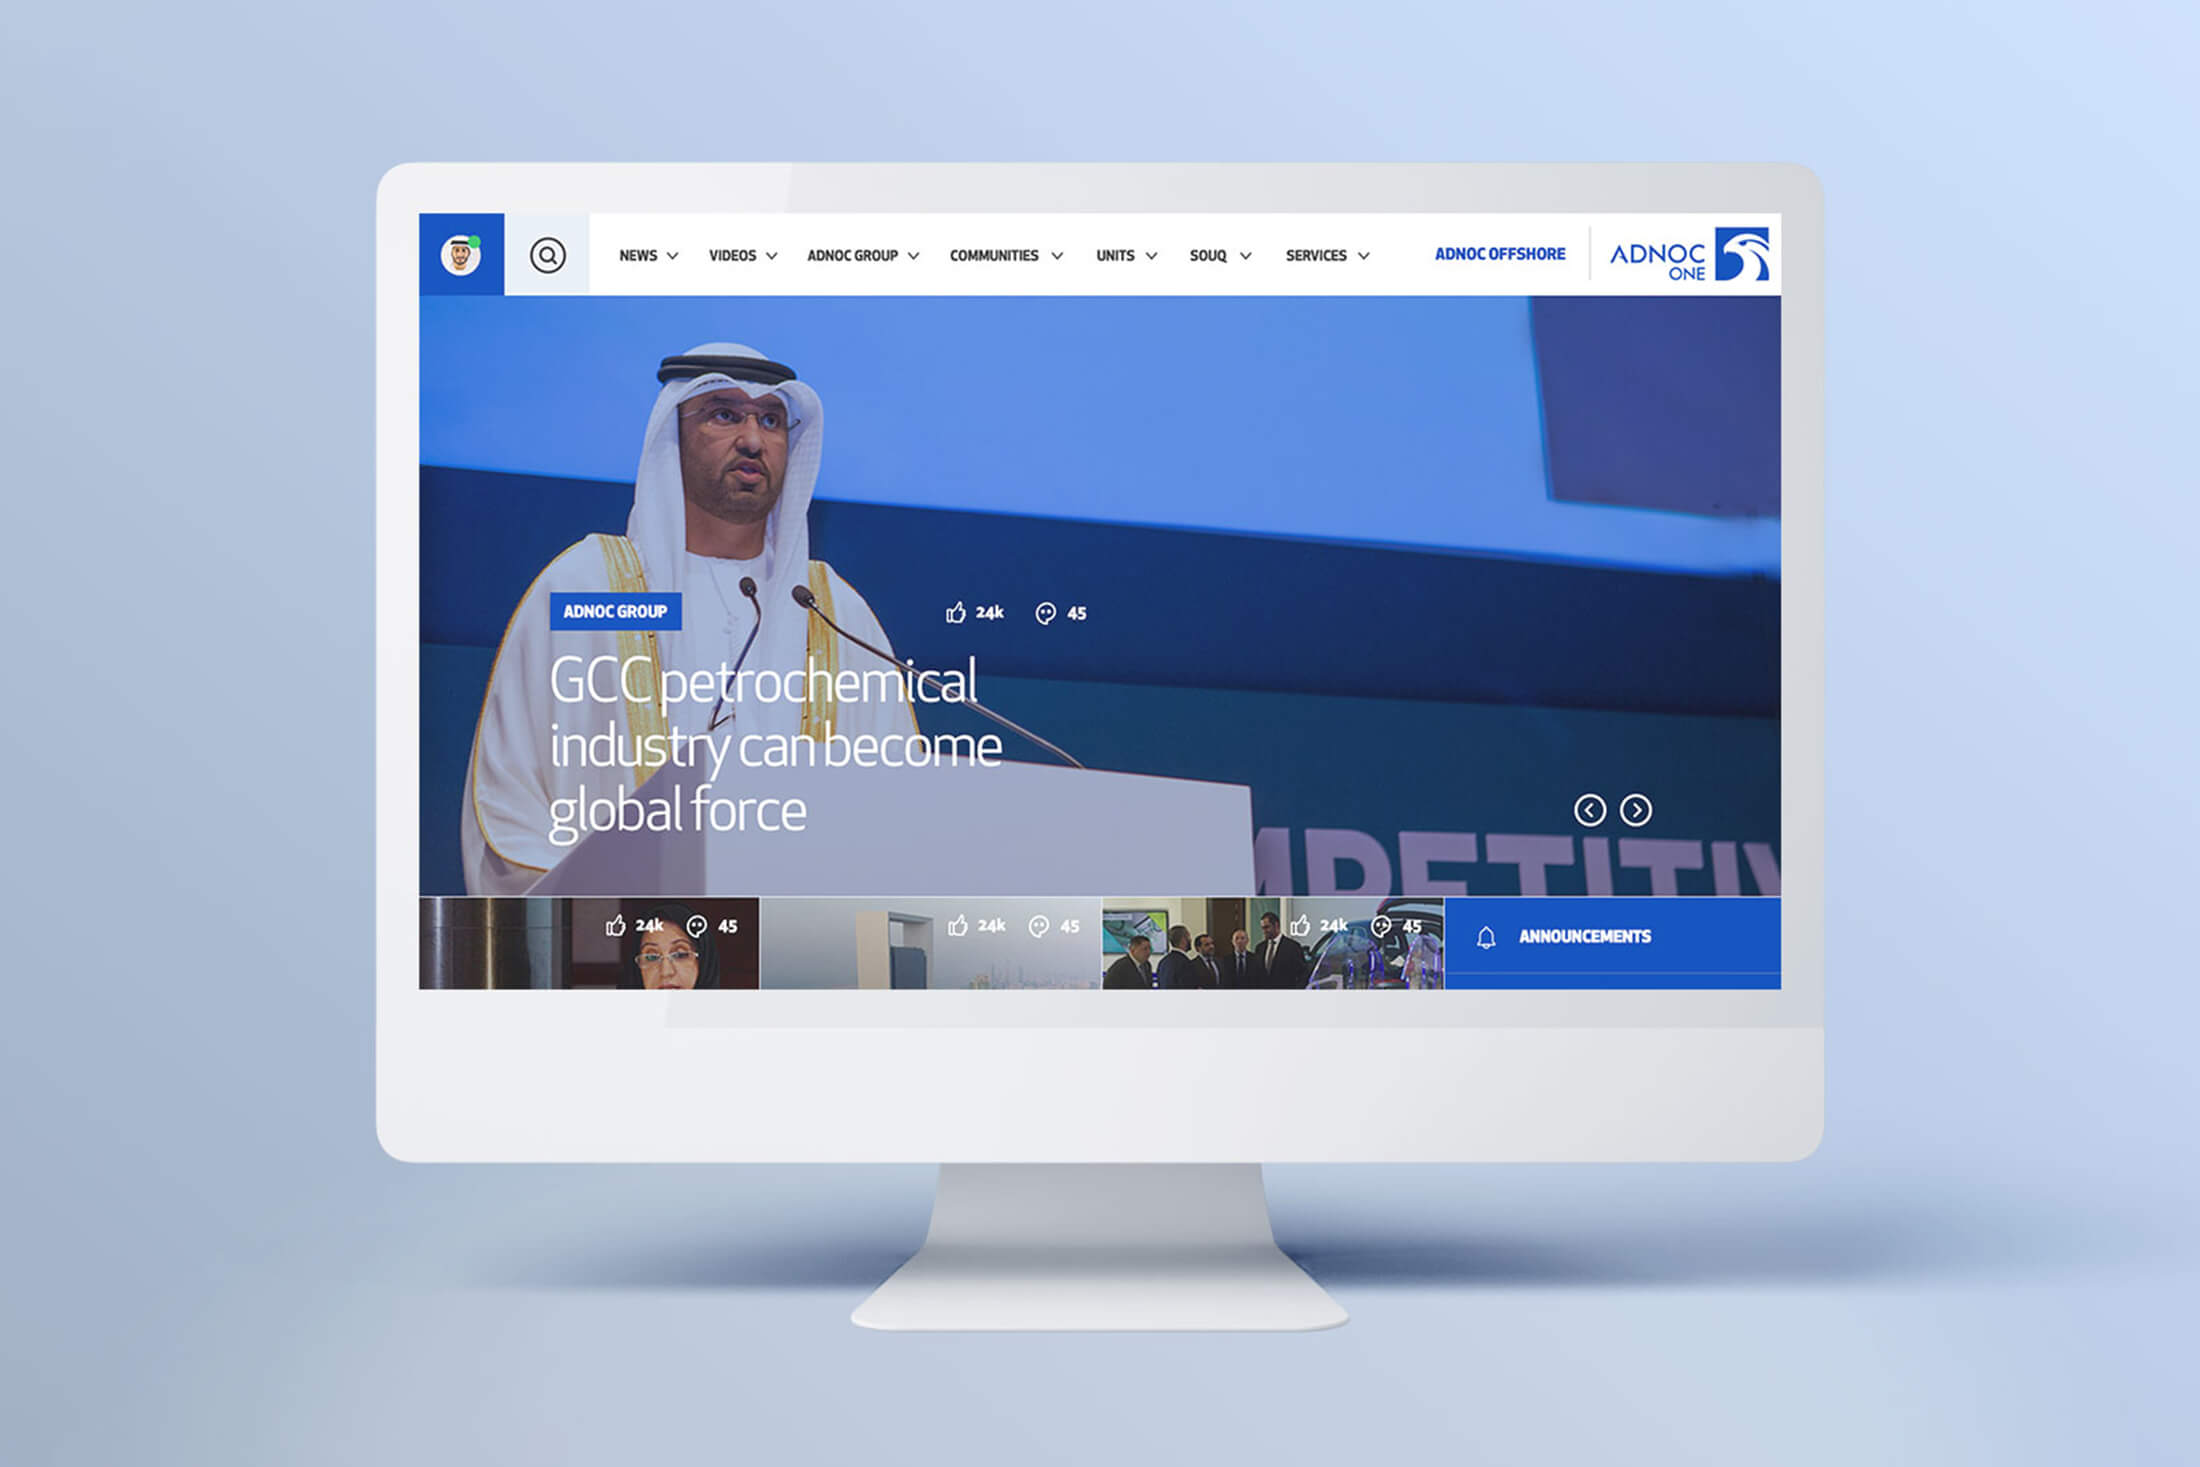 NEWS
VIDEOS
ADNOC GROUP
COMMUNITIES
UNITS
SOUQ
SERVICES
ADNOC OFFSHORE
ADNOC
ONE
ADNOC GROUP
24k
45
GCC petrochemical
industry can become
global force
24k
45
24k
45
24k
45
ANNOUNCEMENTS